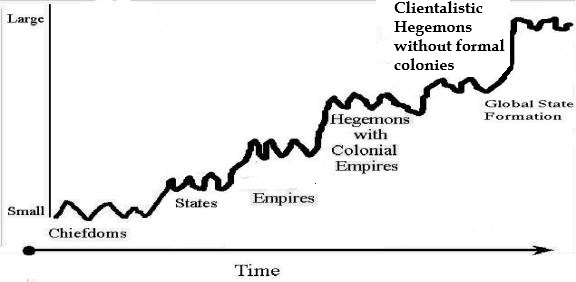 Clientalistic
Hegemons
without formal
colonies
Large
Global State
Formation
Hegemons
with
Colonial
Empires
States
Empires
Small
Chiefdoms
Time